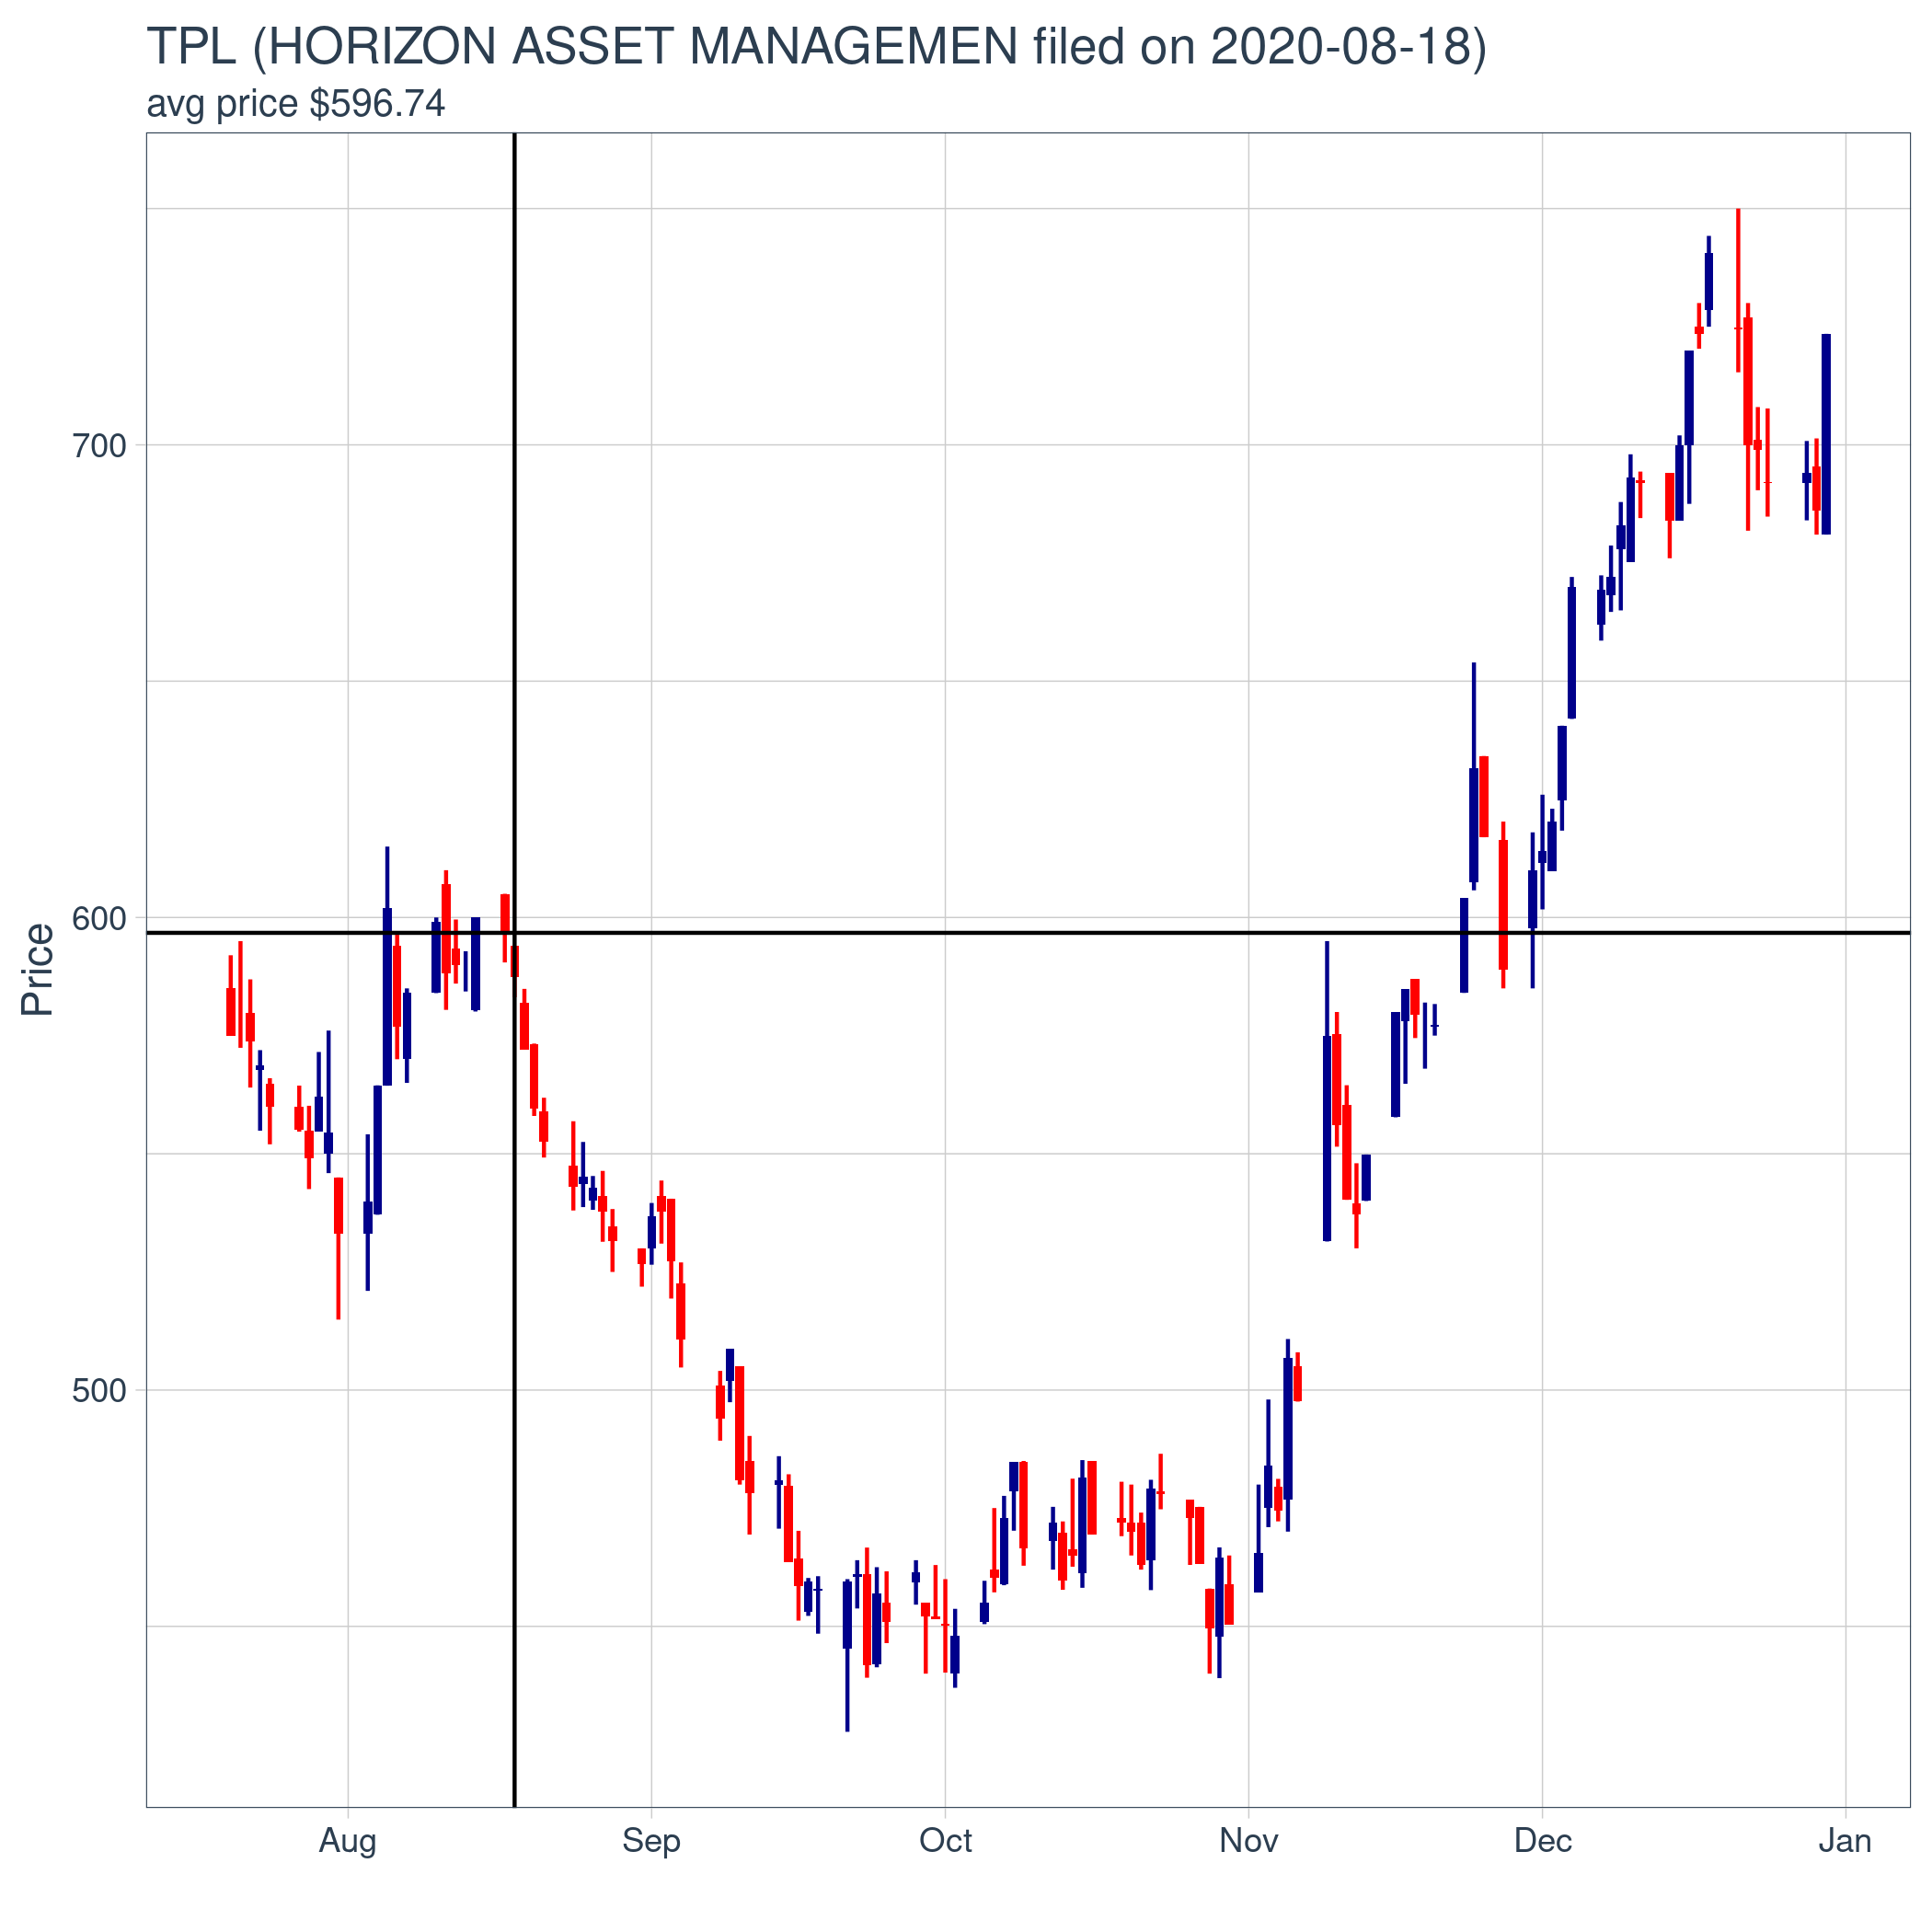 TPL (HORIZON ASSET MANAGEMEN filed on 2020-08-18)
avg price $596.74
700
600
500
Price
Aug Sep Oct Nov Dec Jan